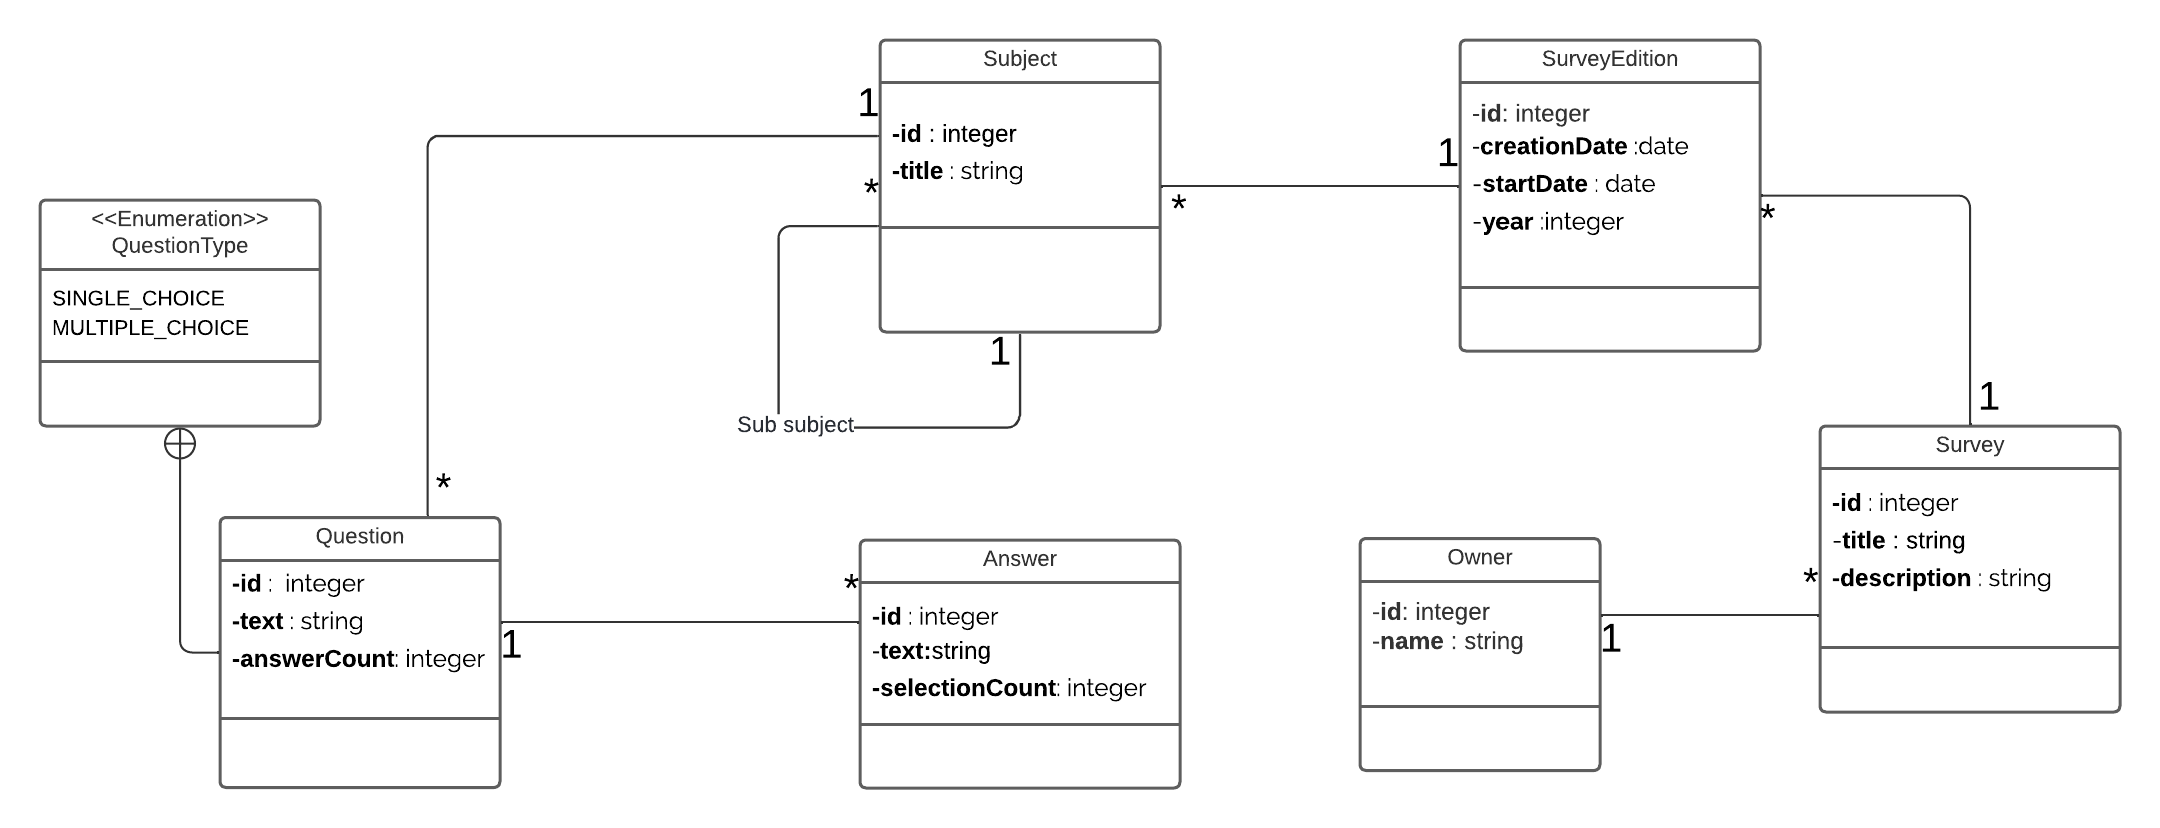 Subject
-id : integer
-title : string
1
*
*
1
Sub subject
SurveyEdition
-id: integer
-creationDate :date
-startDate : date
-year :integer
1
*
1
<<Enumeration>>
QuestionType
SINGLE_CHOICE
MULTIPLE_CHOICE
*
Question
-id : integer
-text : string
-answerCount: integer
1
*
Answer
-id : integer
-text:string
-selectionCount: integer
Owner
-id: integer
-name : string
1
*
Survey
-id : integer
-title : string
-description : string